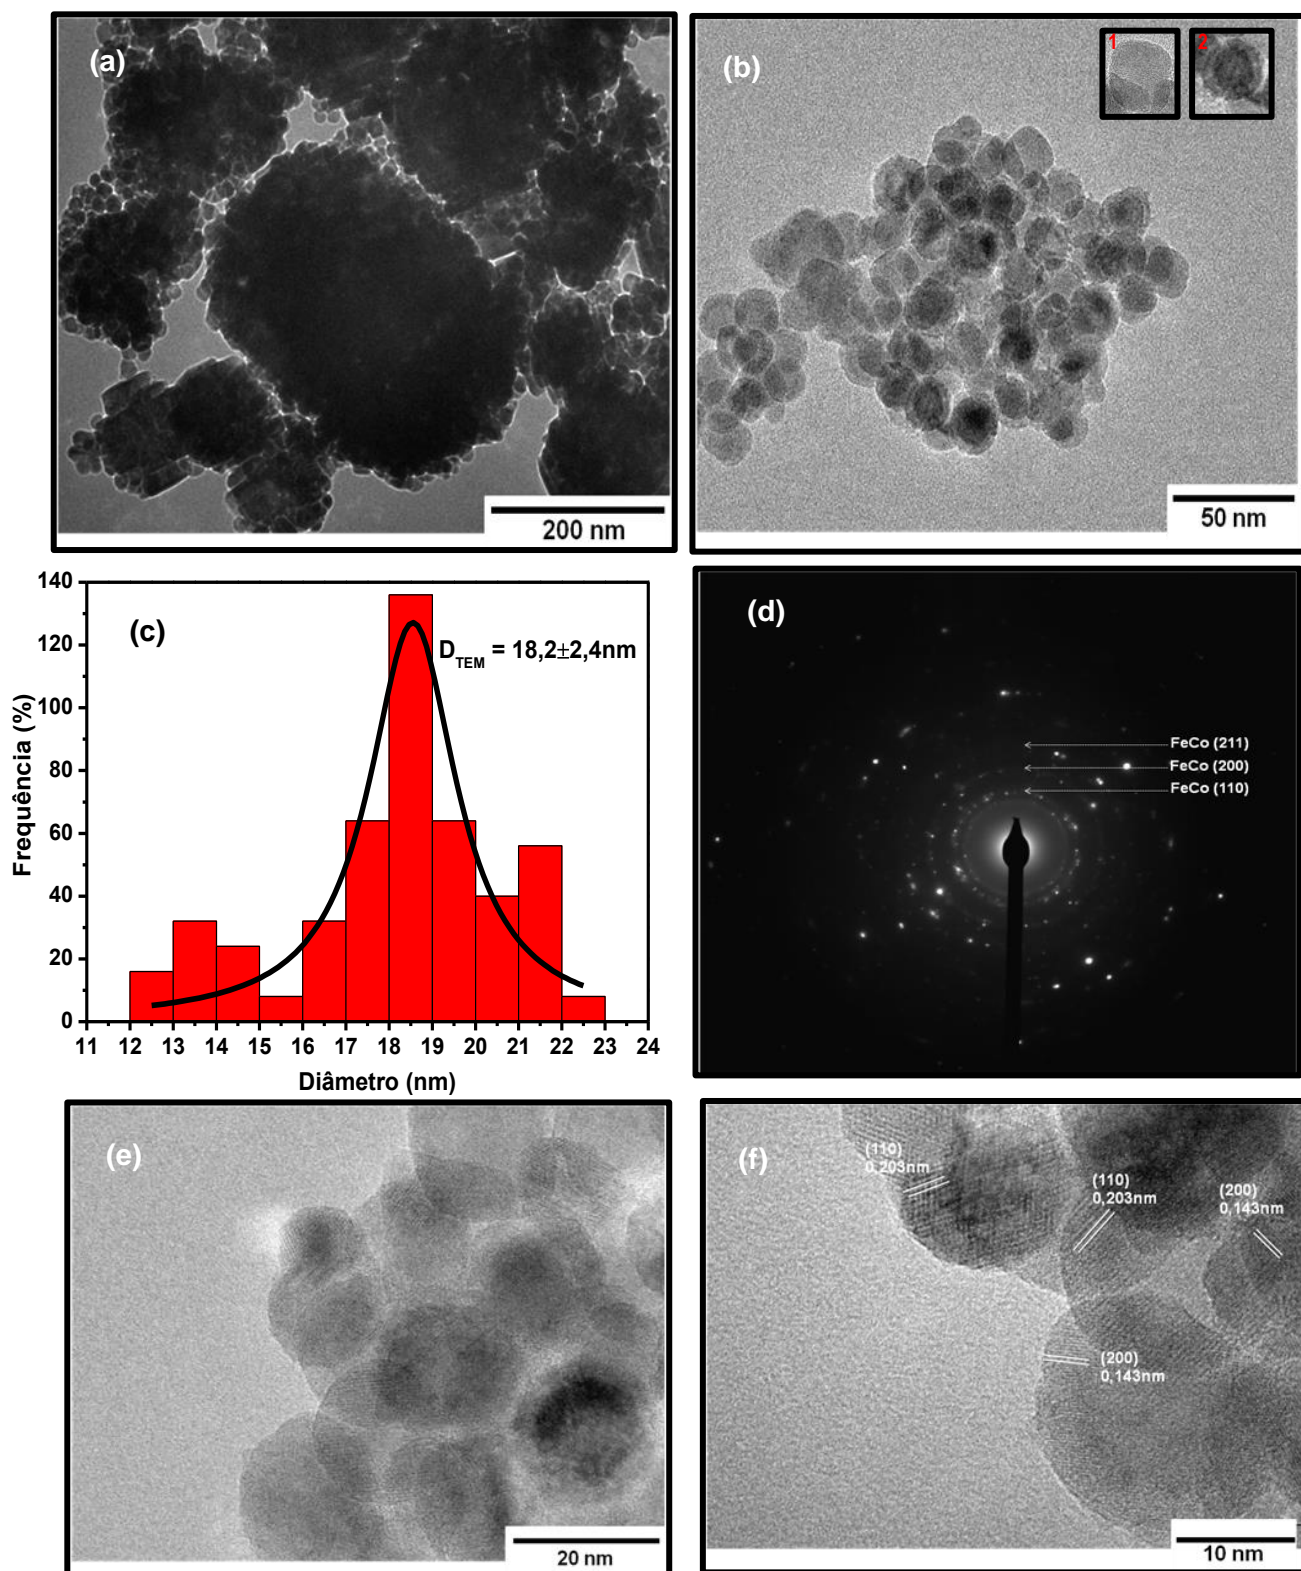 (a)
200 nm
(b)
1
2
50 nm
(c)
D_TEM = 18,2±2,4nm
Frequência (%)
140
120
100
80
60
40
20
0
11 12 13 14 15 16 17 18 19 20 21 22 23 24
Diâmetro (nm)
(d)
FeCo (211)
FeCo (200)
FeCo (110)
(e)
20 nm
(f)
(110)
0,203nm
(110)
0,203nm
(200)
0,143nm
(200)
0,143nm
10 nm